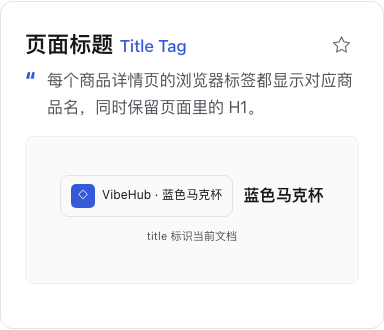 页面标题 Title Tag
“ 每个商品详情页的浏览器标签都显示对应商
品名，同时保留页面里的 H1。
VibeHub · 蓝色马克杯 蓝色马克杯
title 标识当前文档